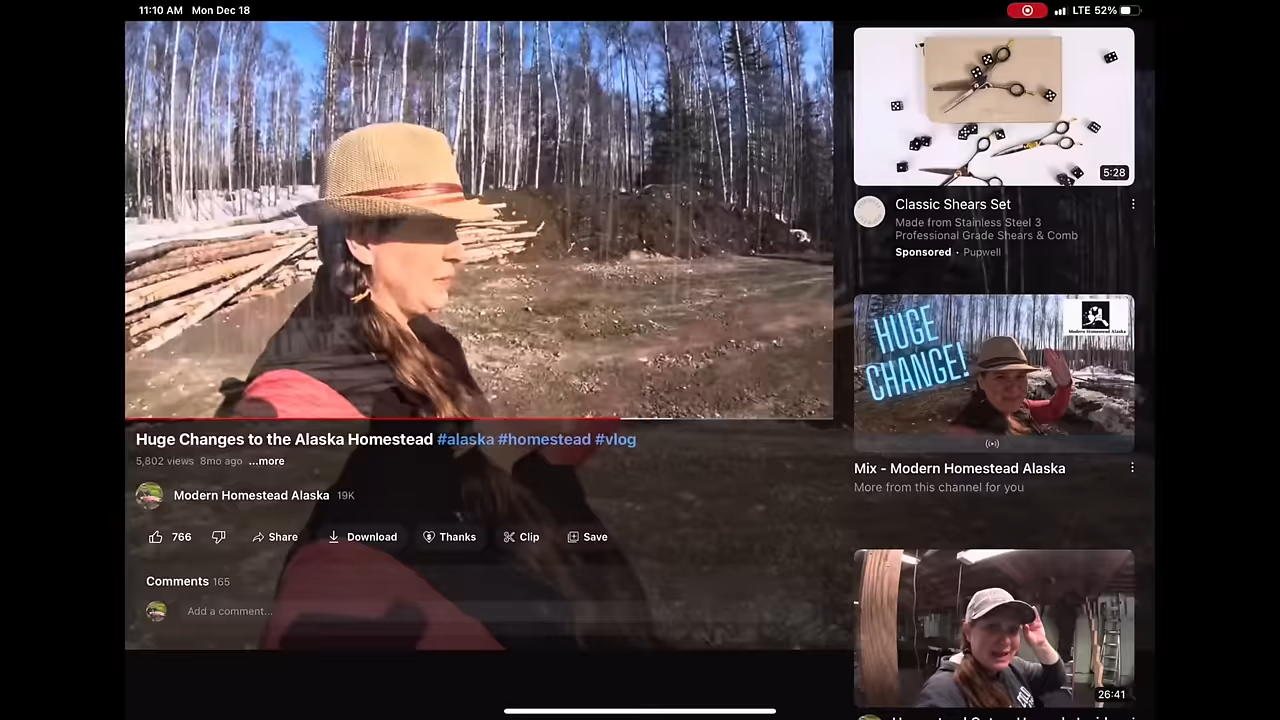 11:10 AM Mon Dec 18
LTE 52%
5:28
Classic Shears Set
Made from Stainless Steel 3
Professional Grade Shears & Comb
Sponsored · Pupwell
HUGE
CHANGE!
Modern Homestead Alaska
Mix - Modern Homestead Alaska
More from this channel for you
26:41
Huge Changes to the Alaska Homestead #alaska #homestead #vlog
5,802 views 8mo ago ...more
Modern Homestead Alaska 19K
766 Share Download Thanks Clip Save
Comments 165
Add a comment...